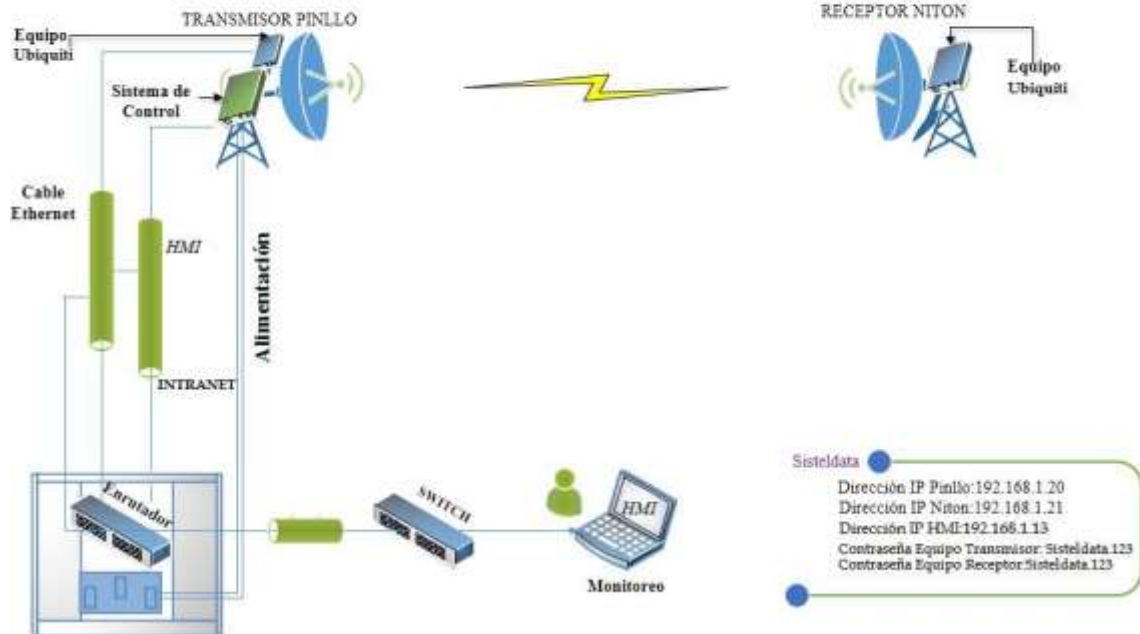 TRANSMISOR PINLLO
RECEPTOR NITON
Equipo
Ubiquiti
Sistema de
Control
Equipo
Ubiquiti
Cable
Ethernet
HMI
Alimentación
INTRANET
Enrutador
SWITCH
HMI
Monitoreo
Sisteldata
Dirección IP Pinllo:192.168.1.20
Dirección IP Niton:192.168.1.21
Dirección IP HMI:192.168.1.13
Contraseña Equipo Transmisor: Sisteldata.123
Contraseña Equipo Receptor:Sisteldata.123